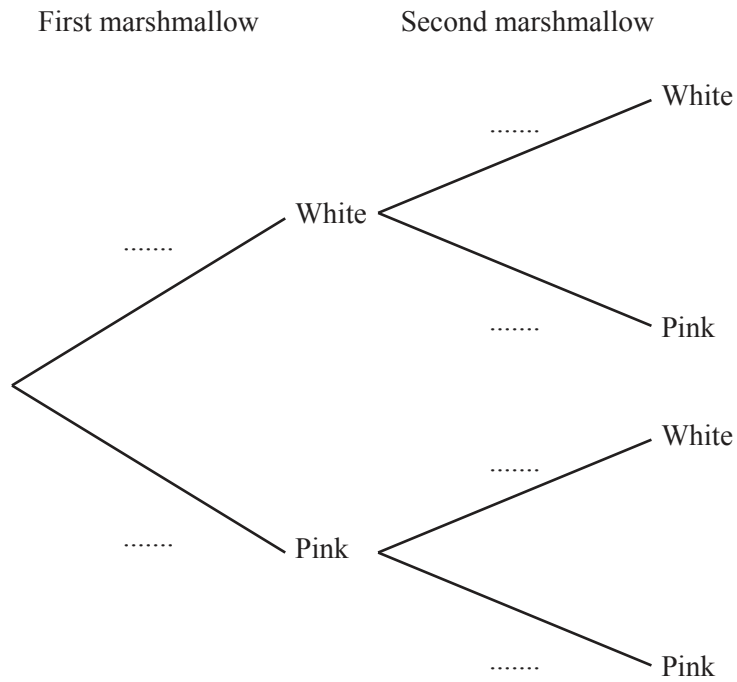 First marshmallow Second marshmallow
White
.......
White
.......
.......
Pink
White
.......
.......
Pink
.......
Pink